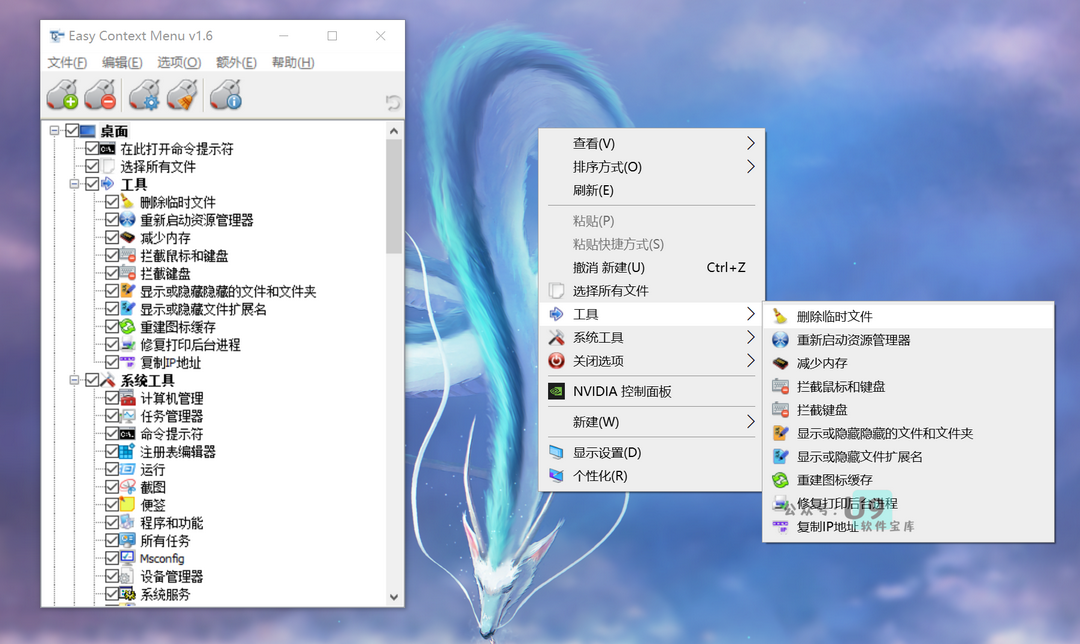 Easy Context Menu v1.6
文件(F) 编辑(E) 选项(O) 额外(E) 帮助(H)
桌面
在此打开命令提示符
选择所有文件
工具
删除临时文件
重新启动资源管理器
减少内存
拦截鼠标和键盘
拦截键盘
显示或隐藏隐藏的文件和文件夹
显示或隐藏文件扩展名
重建图标缓存
修复打印后台进程
复制IP地址
系统工具
计算机管理
任务管理器
命令提示符
注册表编辑器
运行
截图
便签
程序和功能
所有任务
Msconfig
设备管理器
系统服务
查看(V)
排序方式(O)
刷新(E)
粘贴(P)
粘贴快捷方式(S)
撤消 新建(U) Ctrl+Z
选择所有文件
工具
系统工具
关闭选项
NVIDIA 控制面板
新建(W)
显示设置(D)
个性化(R)
删除临时文件
重新启动资源管理器
减少内存
拦截鼠标和键盘
拦截键盘
显示或隐藏隐藏的文件和文件夹
显示或隐藏文件扩展名
重建图标缓存
修复打印后台进程
复制IP地址
公众号:
U9
软件宝库